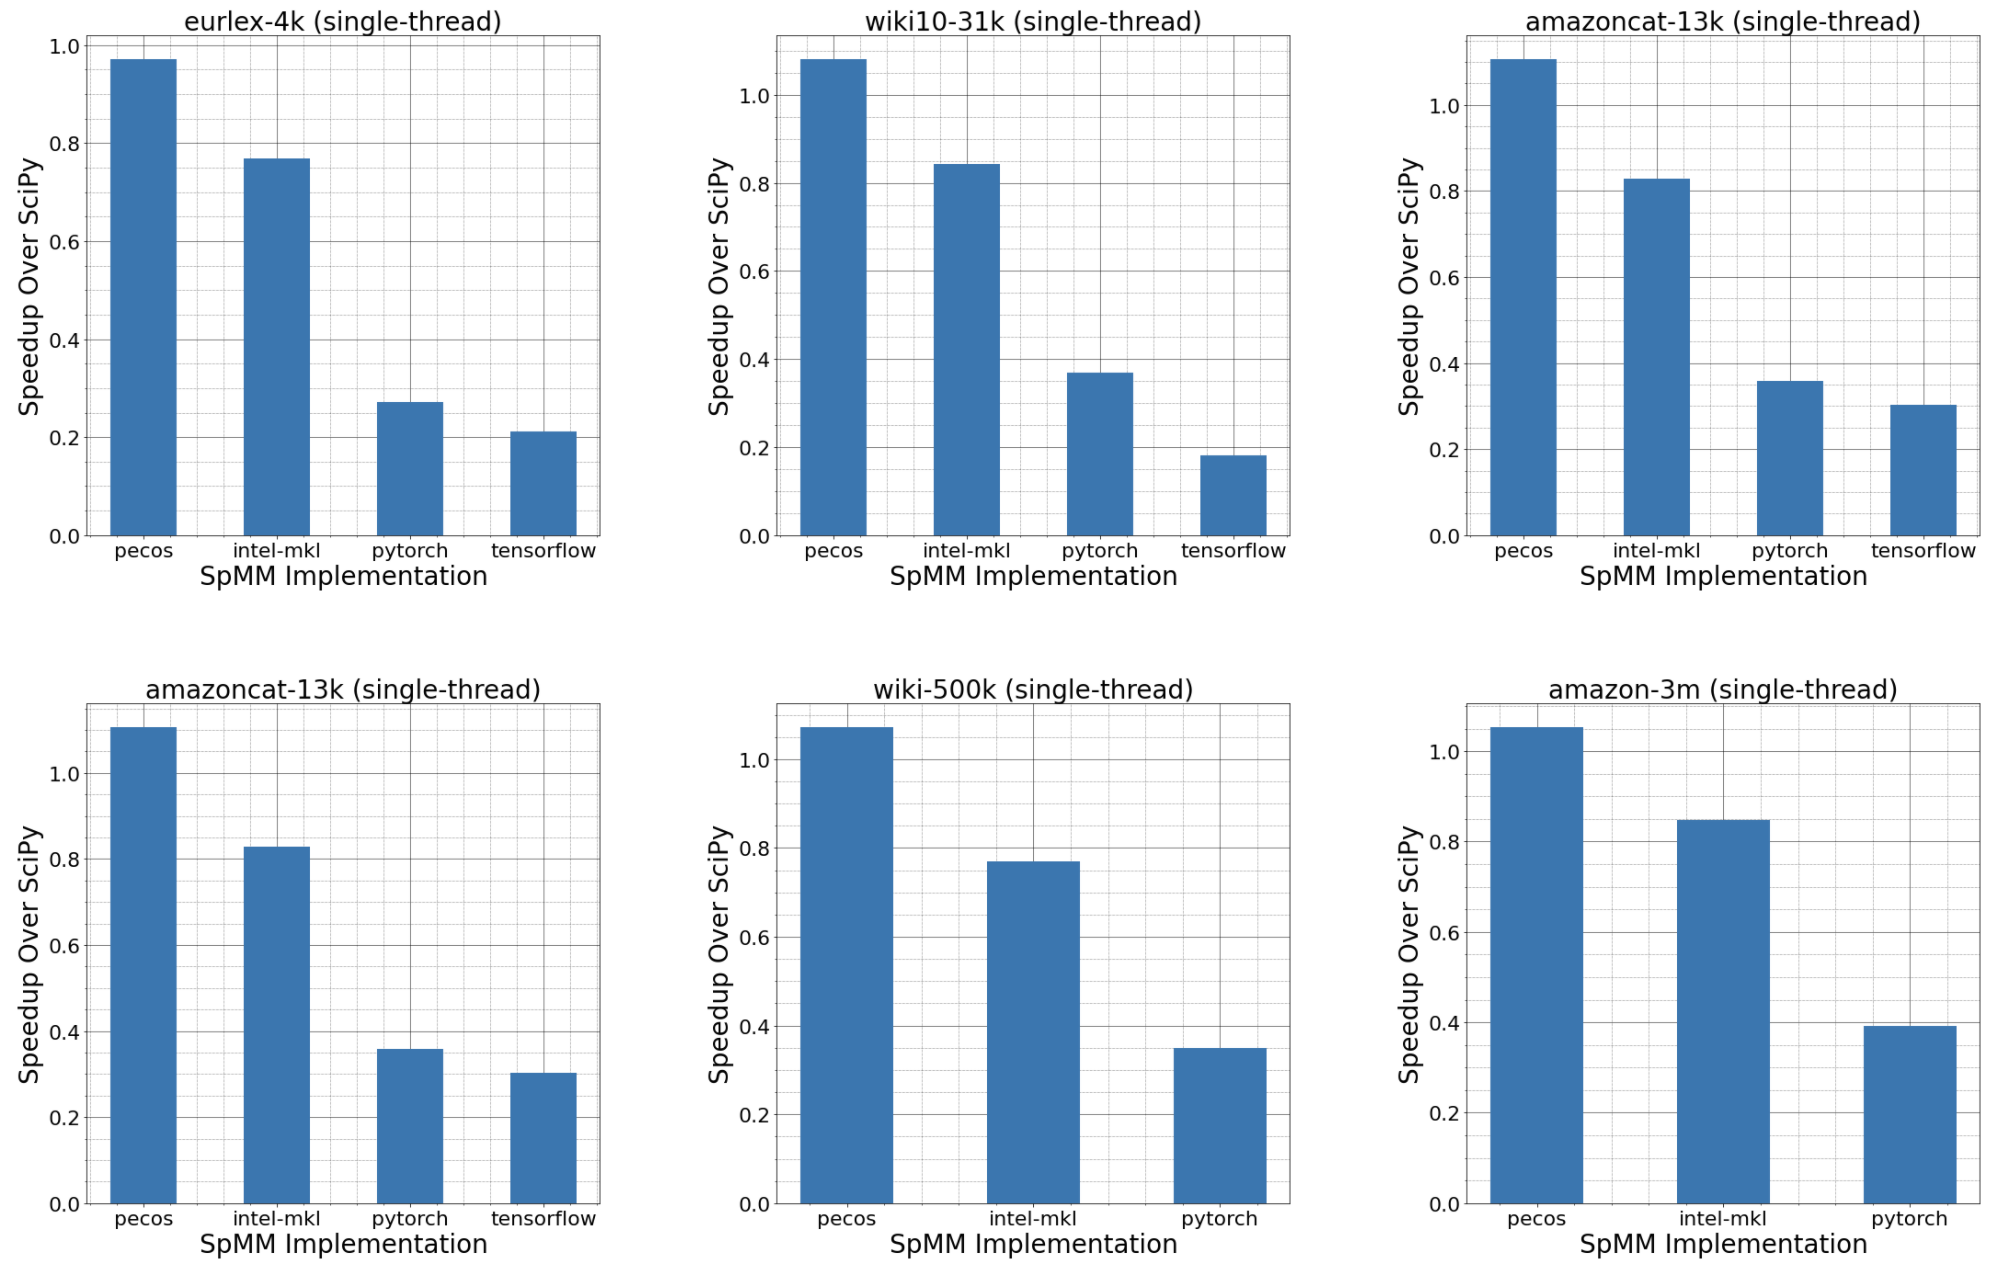 eurlex-4k (single-thread)
1.0
0.8
0.6
0.4
0.2
0.0
Speedup Over SciPy
pecos intel-mkl pytorch tensorflow
SpMM Implementation
wiki10-31k (single-thread)
1.0
0.8
0.6
0.4
0.2
0.0
Speedup Over SciPy
pecos intel-mkl pytorch tensorflow
SpMM Implementation
amazoncat-13k (single-thread)
1.0
0.8
0.6
0.4
0.2
0.0
Speedup Over SciPy
pecos intel-mkl pytorch tensorflow
SpMM Implementation
amazoncat-13k (single-thread)
1.0
0.8
0.6
0.4
0.2
0.0
Speedup Over SciPy
pecos intel-mkl pytorch tensorflow
SpMM Implementation
wiki-500k (single-thread)
1.0
0.8
0.6
0.4
0.2
0.0
Speedup Over SciPy
pecos intel-mkl pytorch
SpMM Implementation
amazon-3m (single-thread)
1.0
0.8
0.6
0.4
0.2
0.0
Speedup Over SciPy
pecos intel-mkl pytorch
SpMM Implementation